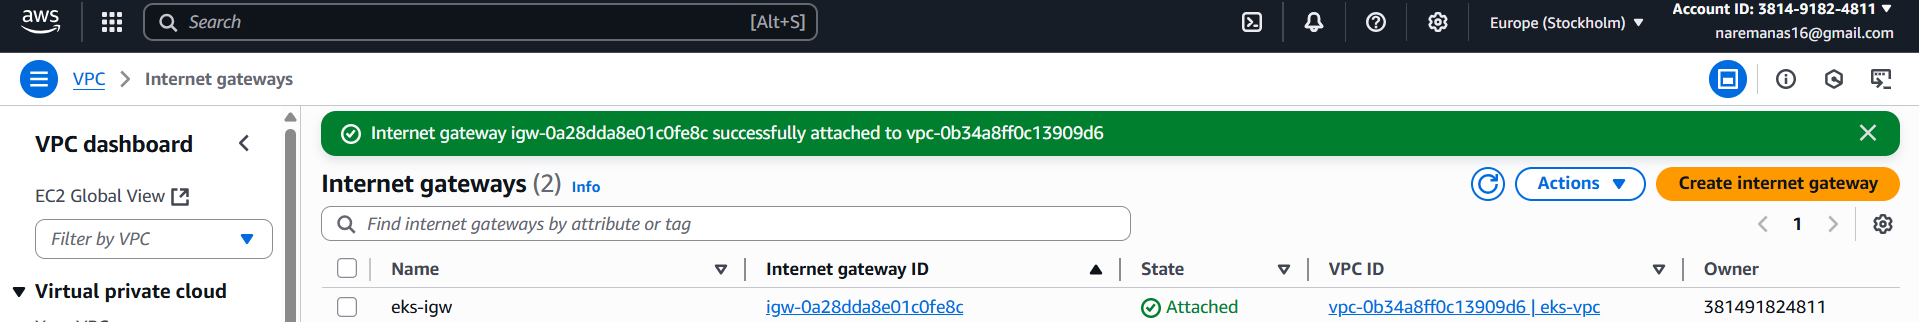 aws
Search [Alt+S]
Europe (Stockholm)
Account ID: 3814-9182-4811
naremanas16@gmail.com
VPC
Internet gateways
VPC dashboard
EC2 Global View
Filter by VPC
Virtual private cloud
Internet gateway igw-0a28dda8e01c0fe8c successfully attached to vpc-0b34a8ff0c13909d6
Internet gateways (2) Info
Actions
Create internet gateway
Find internet gateways by attribute or tag
1
Name Internet gateway ID State VPC ID Owner
eks-igw igw-0a28dda8e01c0fe8c Attached vpc-0b34a8ff0c13909d6 | eks-vpc 381491824811